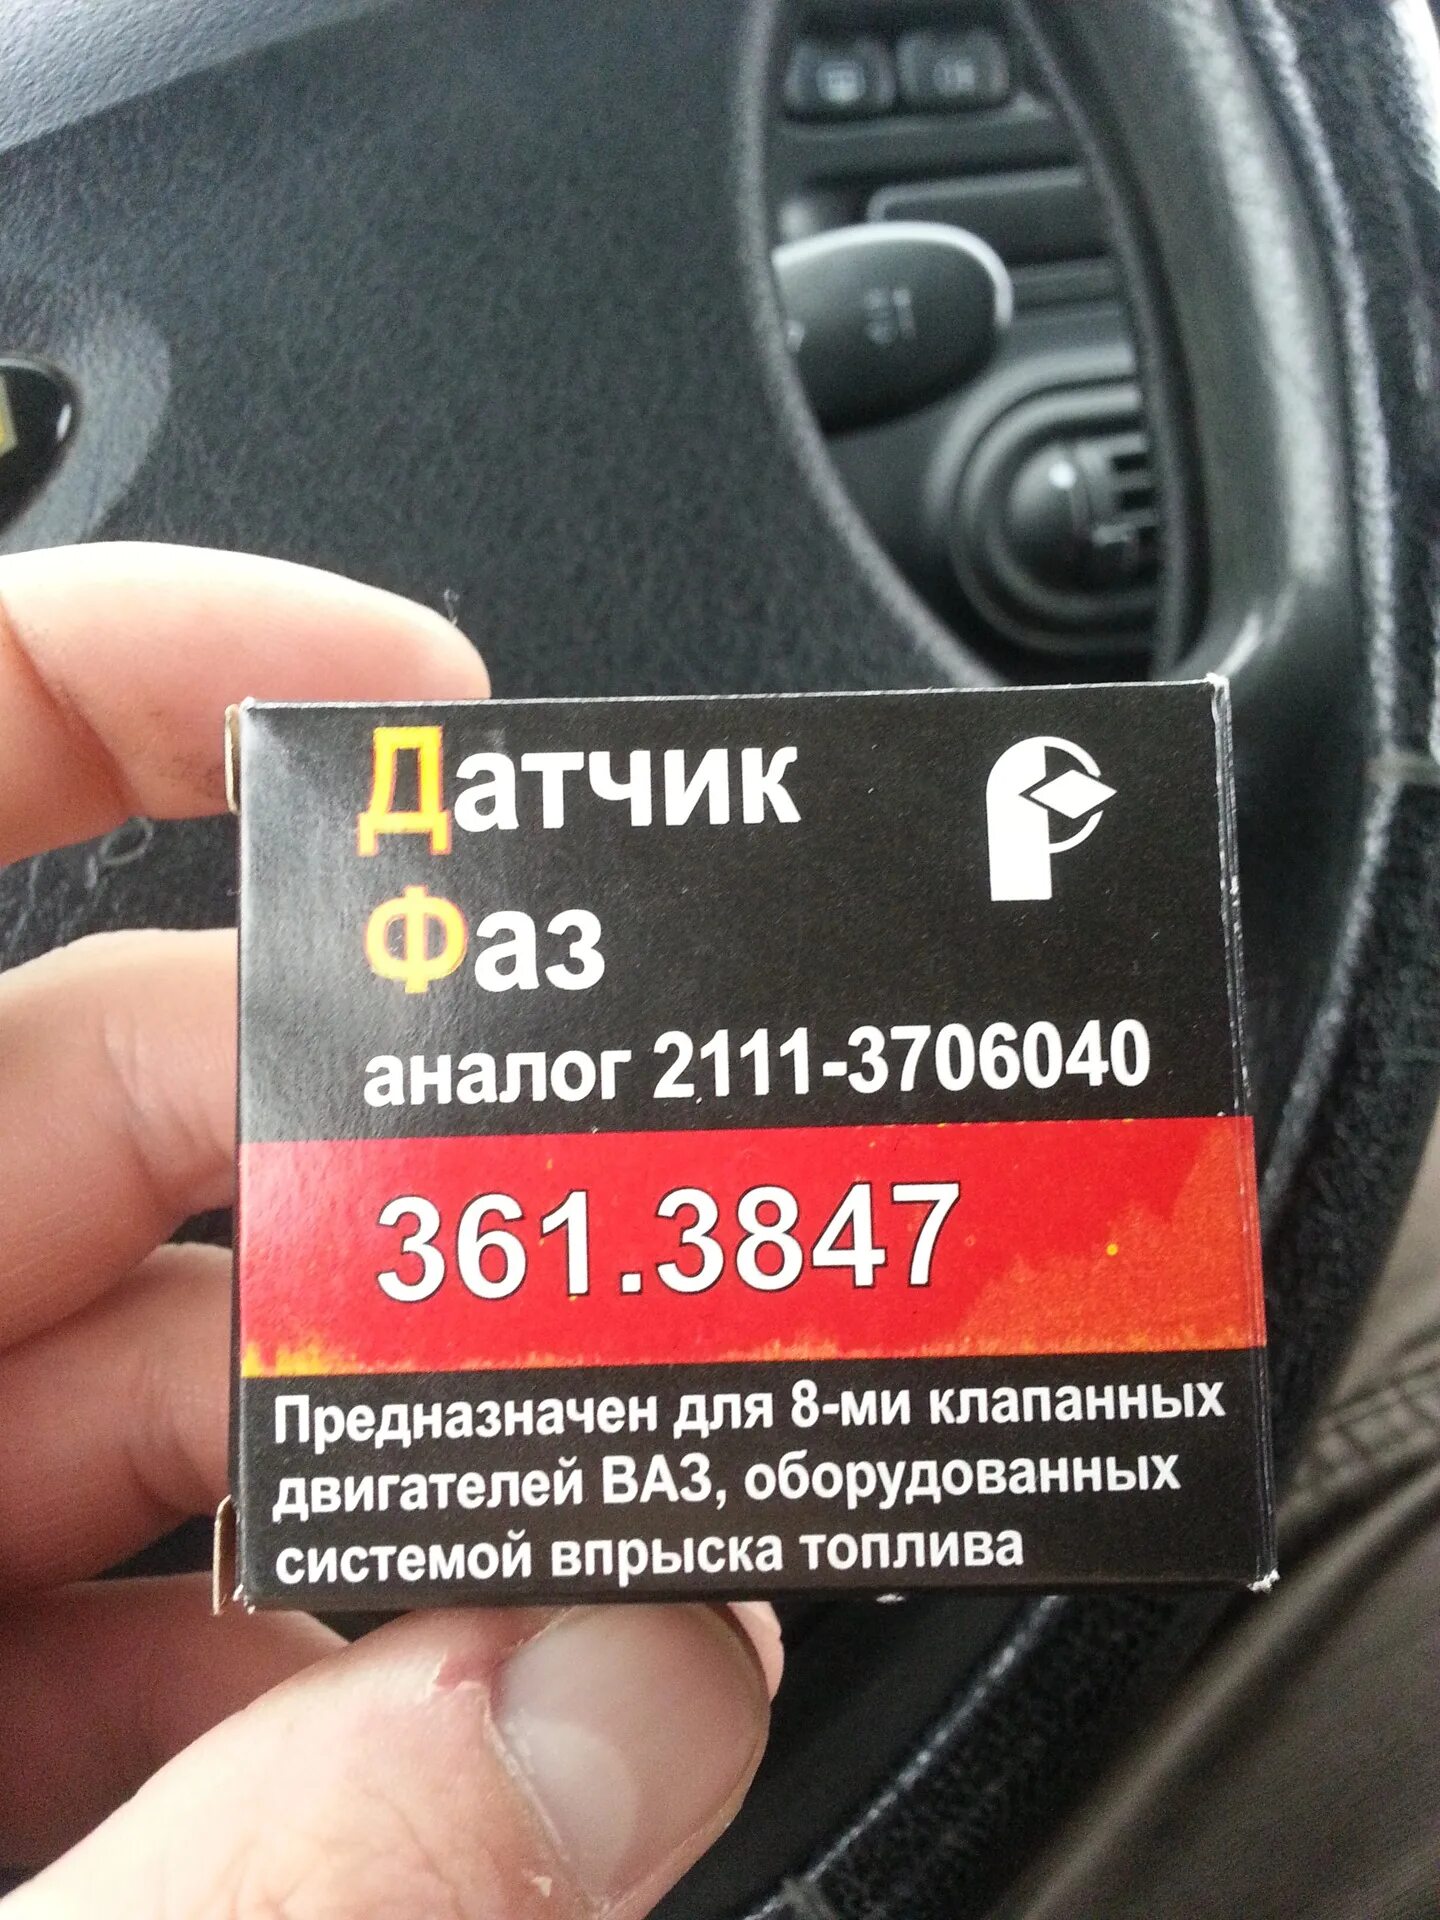 Датчик
Фаз
аналог 2111-3706040
361.3847
Предназначен для 8-ми клапанных
двигателей ВАЗ, оборудованных
системой впрыска топлива